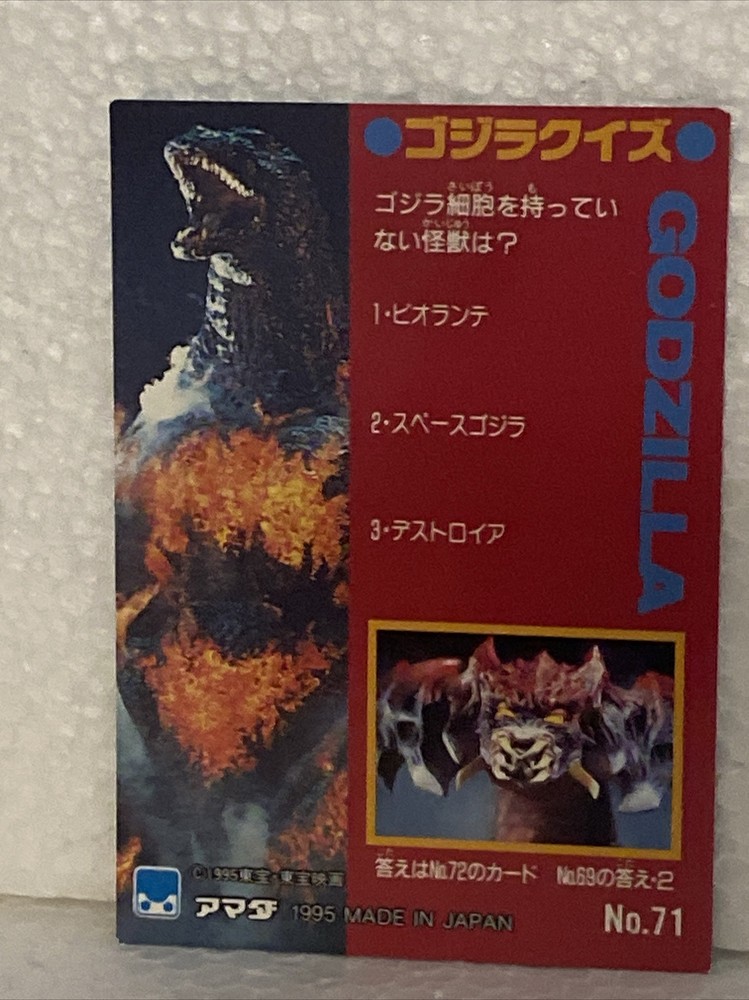 ●ゴジラクイズ●
GODZILLA
ゴジラ細胞を持ってい
ない怪獣は？
1・ビオランテ
2・スペースゴジラ
3・デストロイア
答えはNo.72のカード No.69の答え・2
©1995東宝・東宝映画
アマダ 1995 MADE IN JAPAN
No.71